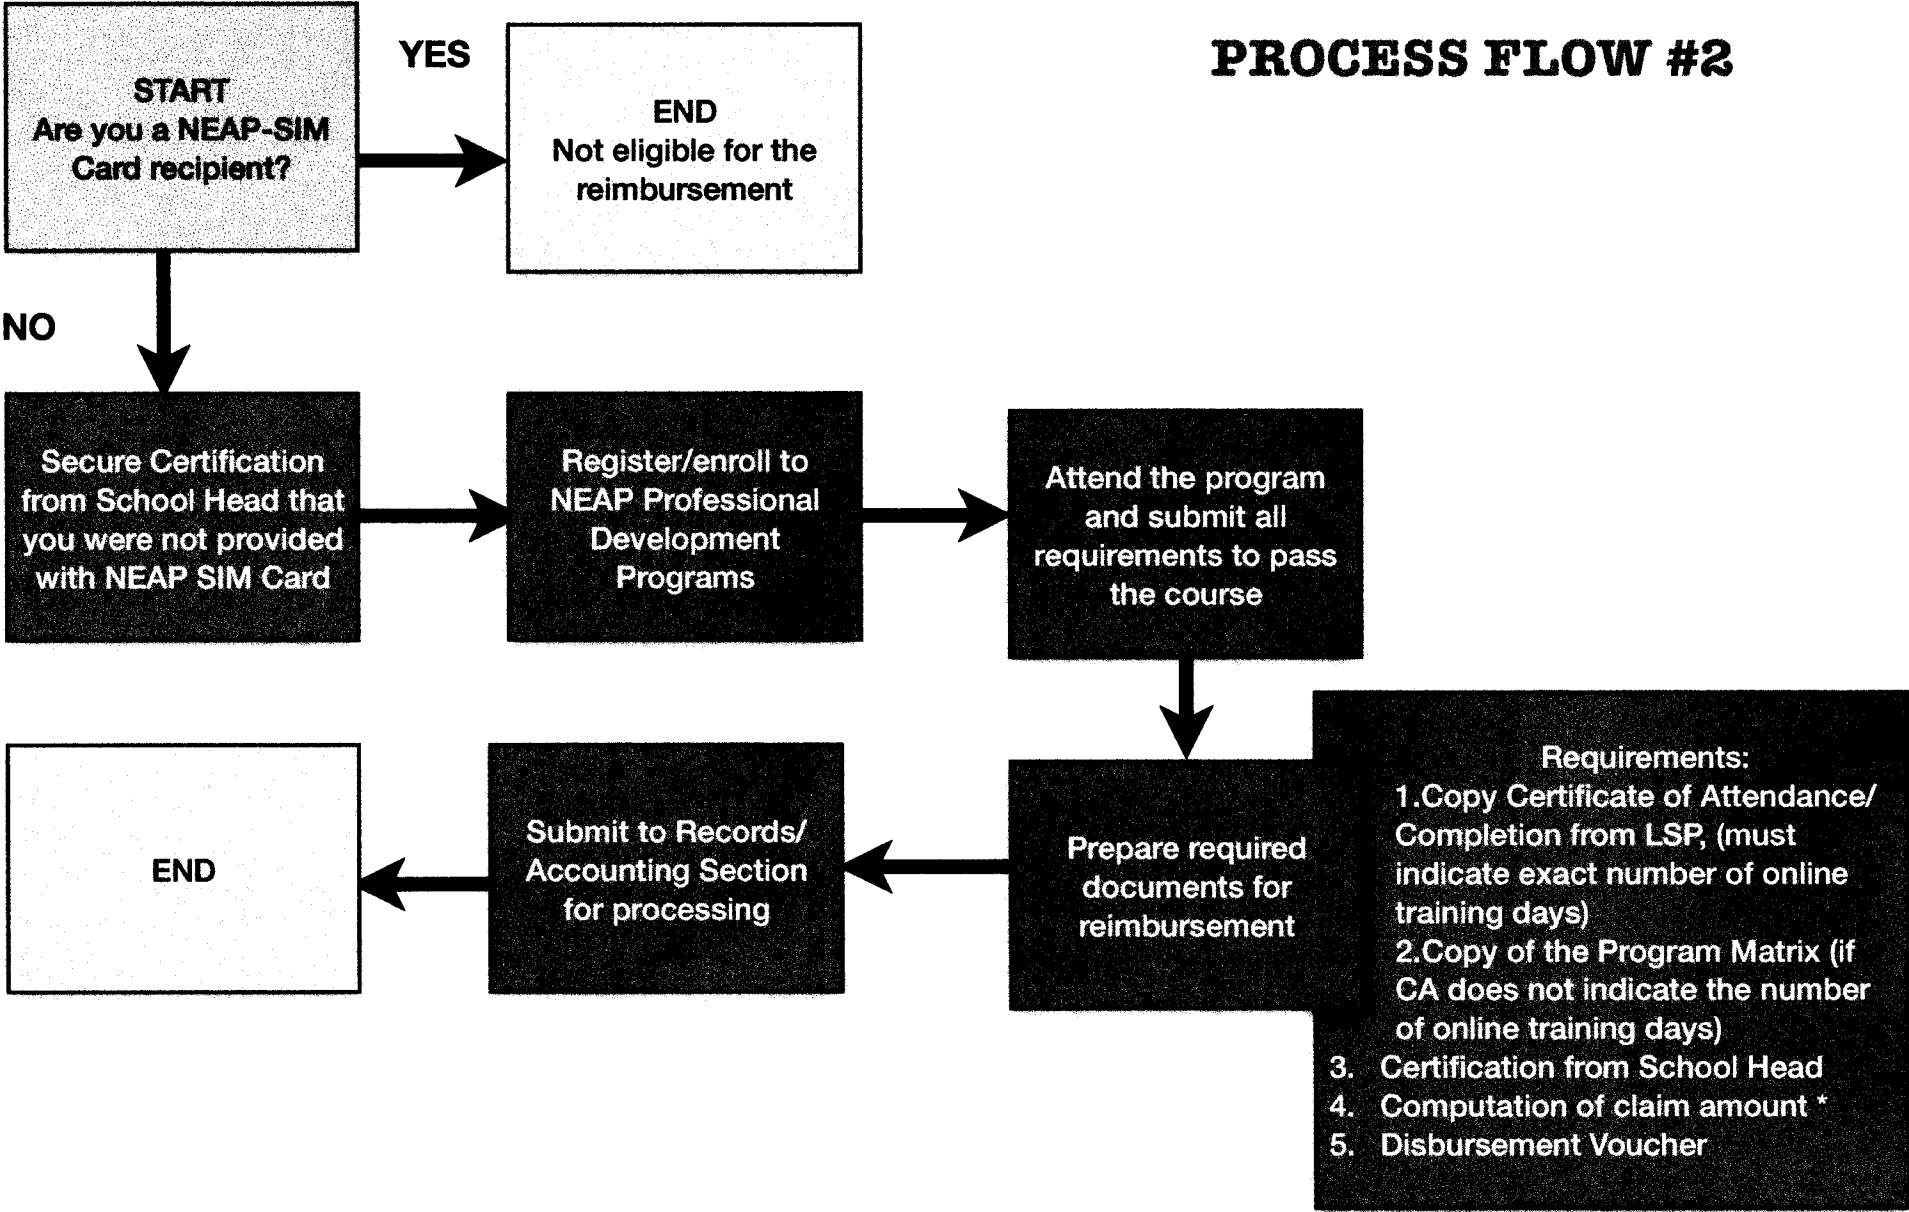 PROCESS FLOW #2
START
Are you a NEAP-SIM
Card recipient?
YES
END
Not eligible for the
reimbursement
NO
Secure Certification
from School Head that
you were not provided
with NEAP SIM Card
Register/enroll to
NEAP Professional
Development
Programs
Attend the program
and submit all
requirements to pass
the course
Prepare required
documents for
reimbursement
Requirements:
1.Copy Certificate of Attendance/
Completion from LSP, (must
indicate exact number of online
training days)
2.Copy of the Program Matrix (if
CA does not indicate the number
of online training days)
3. Certification from School Head
4. Computation of claim amount *
5. Disbursement Voucher
Submit to Records/
Accounting Section
for processing
END